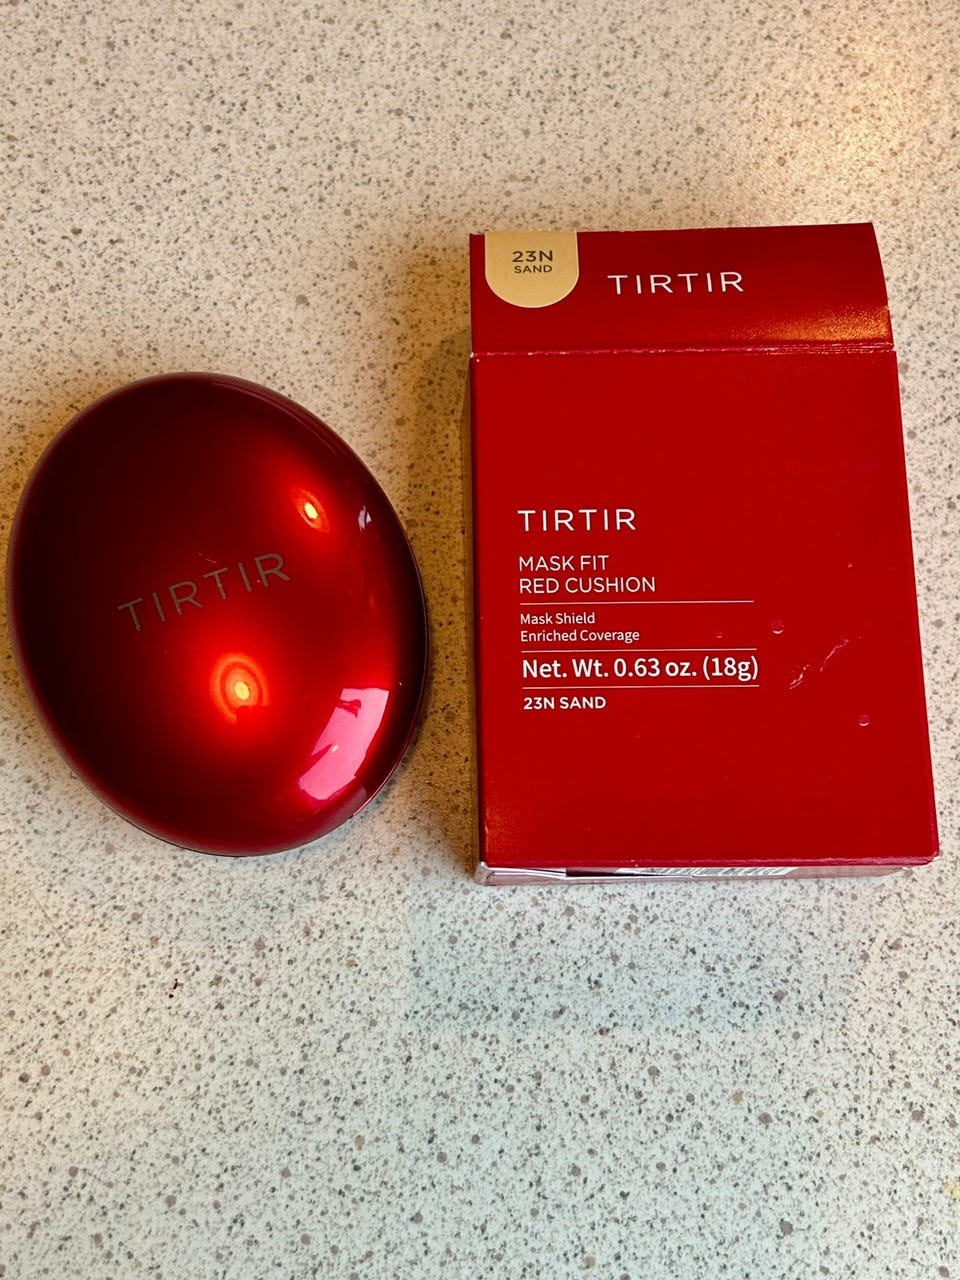 TIRTIR
23N
SAND
TIRTIR
TIRTIR
MASK FIT
RED CUSHION
Mask Shield
Enriched Coverage
Net. Wt. 0.63 oz. (18g)
23N SAND